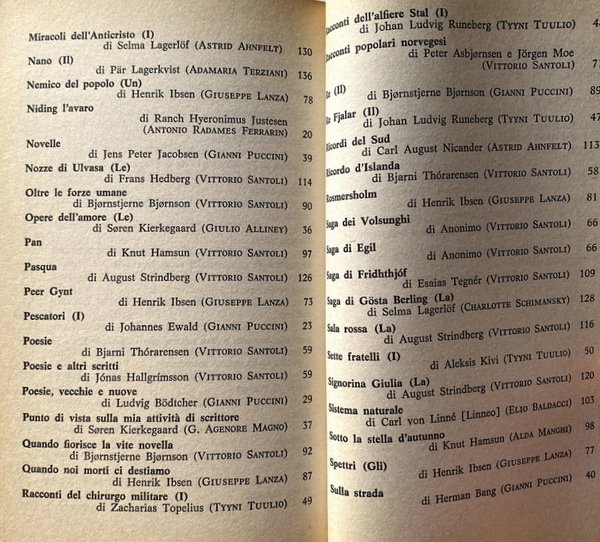 Miracoli dell'Anticristo (I)
di Selma Lagerlöf (ASTRID AHNFELT) 130
Nano (Il)
di Pär Lagerkvist (ADAMARIA TERZIANI) 136
Nemico del popolo (Un)
di Henrik Ibsen (GIUSEPPE LANZA) 78
Niding l'avaro
di Ranch Hyeronimus Justesen
(ANTONIO RADAMES FERRARIN) 20
Novelle
di Jens Peter Jacobsen (GIANNI PUCCINI) 39
Nozze di Ulvasa (Le)
di Frans Hedberg (VITTORIO SANTOLI) 114
Oltre le forze umane
di Bjørnstjerne Bjørnson (VITTORIO SANTOLI) 90
Opere dell'amore (Le)
di Søren Kierkegaard (GIULIO ALLINEY) 36
Pan
di Knut Hamsun (VITTORIO SANTOLI) 97
Pasqua
di August Strindberg (VITTORIO SANTOLI) 126
Peer Gynt
di Henrik Ibsen (GIUSEPPE LANZA) 73
Pescatori (I)
di Johannes Ewald (GIANNI PUCCINI) 23
Poesie
di Bjarni Thórarensen (VITTORIO SANTOLI) 59
Poesie e altri scritti
di Jónas Hallgrímsson (VITTORIO SANTOLI) 59
Poesie, vecchie e nuove
di Ludvig Bödtcher (GIANNI PUCCINI) 29
Punto di vista sulla mia attività di scrittore
di Søren Kierkegaard (G. AGENORE MAGNO) 37
Quando fiorisce la vite novella
di Bjørnstjerne Bjørnson (VITTORIO SANTOLI) 92
Quando noi morti ci destiamo
di Henrik Ibsen (GIUSEPPE LANZA) 87
Racconti del chirurgo militare (I)
di Zacharias Topelius (TYYNI TUULIO) 49
dell'alfiere Stal (I)
di Johan Ludvig Runeberg (TYYNI TUULIO)
popolari norvegesi
di Peter Asbjørnsen e Jörgen Moe
(VITTORIO SANTOLI)
(Il)
di Bjørnstjerne Bjørnson (GIANNI PUCCINI) 89
Fjalar (Il)
di Johan Ludvig Runeberg (TYYNI TUULIO) 47
Ricordi del Sud
di Carl August Nicander (ASTRID AHNFELT) 113
Ricordo d'Islanda
di Bjarni Thórarensen (VITTORIO SANTOLI) 58
Rosmersholm
di Henrik Ibsen (GIUSEPPE LANZA) 81
Saga dei Volsunghi
di Anonimo (VITTORIO SANTOLI) 66
Saga di Egil
di Anonimo (VITTORIO SANTOLI) 66
Saga di Fridhthjóf
di Esaias Tegnér (VITTORIO SANTOLI) 109
Saga di Gösta Berling (La)
di Selma Lagerlöf (CHARLOTTE SCHIMANSKY) 128
Sala rossa (La)
di August Strindberg (VITTORIO SANTOLI) 116
Sette fratelli (I)
di Aleksis Kivi (TYYNI TUULIO) 50
Signorina Giulia (La)
di August Strindberg (VITTORIO SANTOLI) 120
Sistema naturale
di Carl von Linné [Linneo] (ELIO BALDACCI) 103
Sotto la stella d'autunno
di Knut Hamsun (ALDA MANGHI) 98
Spettri (Gli)
di Henrik Ibsen (GIUSEPPE LANZA) 77
Sulla strada
di Herman Bang (GIANNI PUCCINI) 40